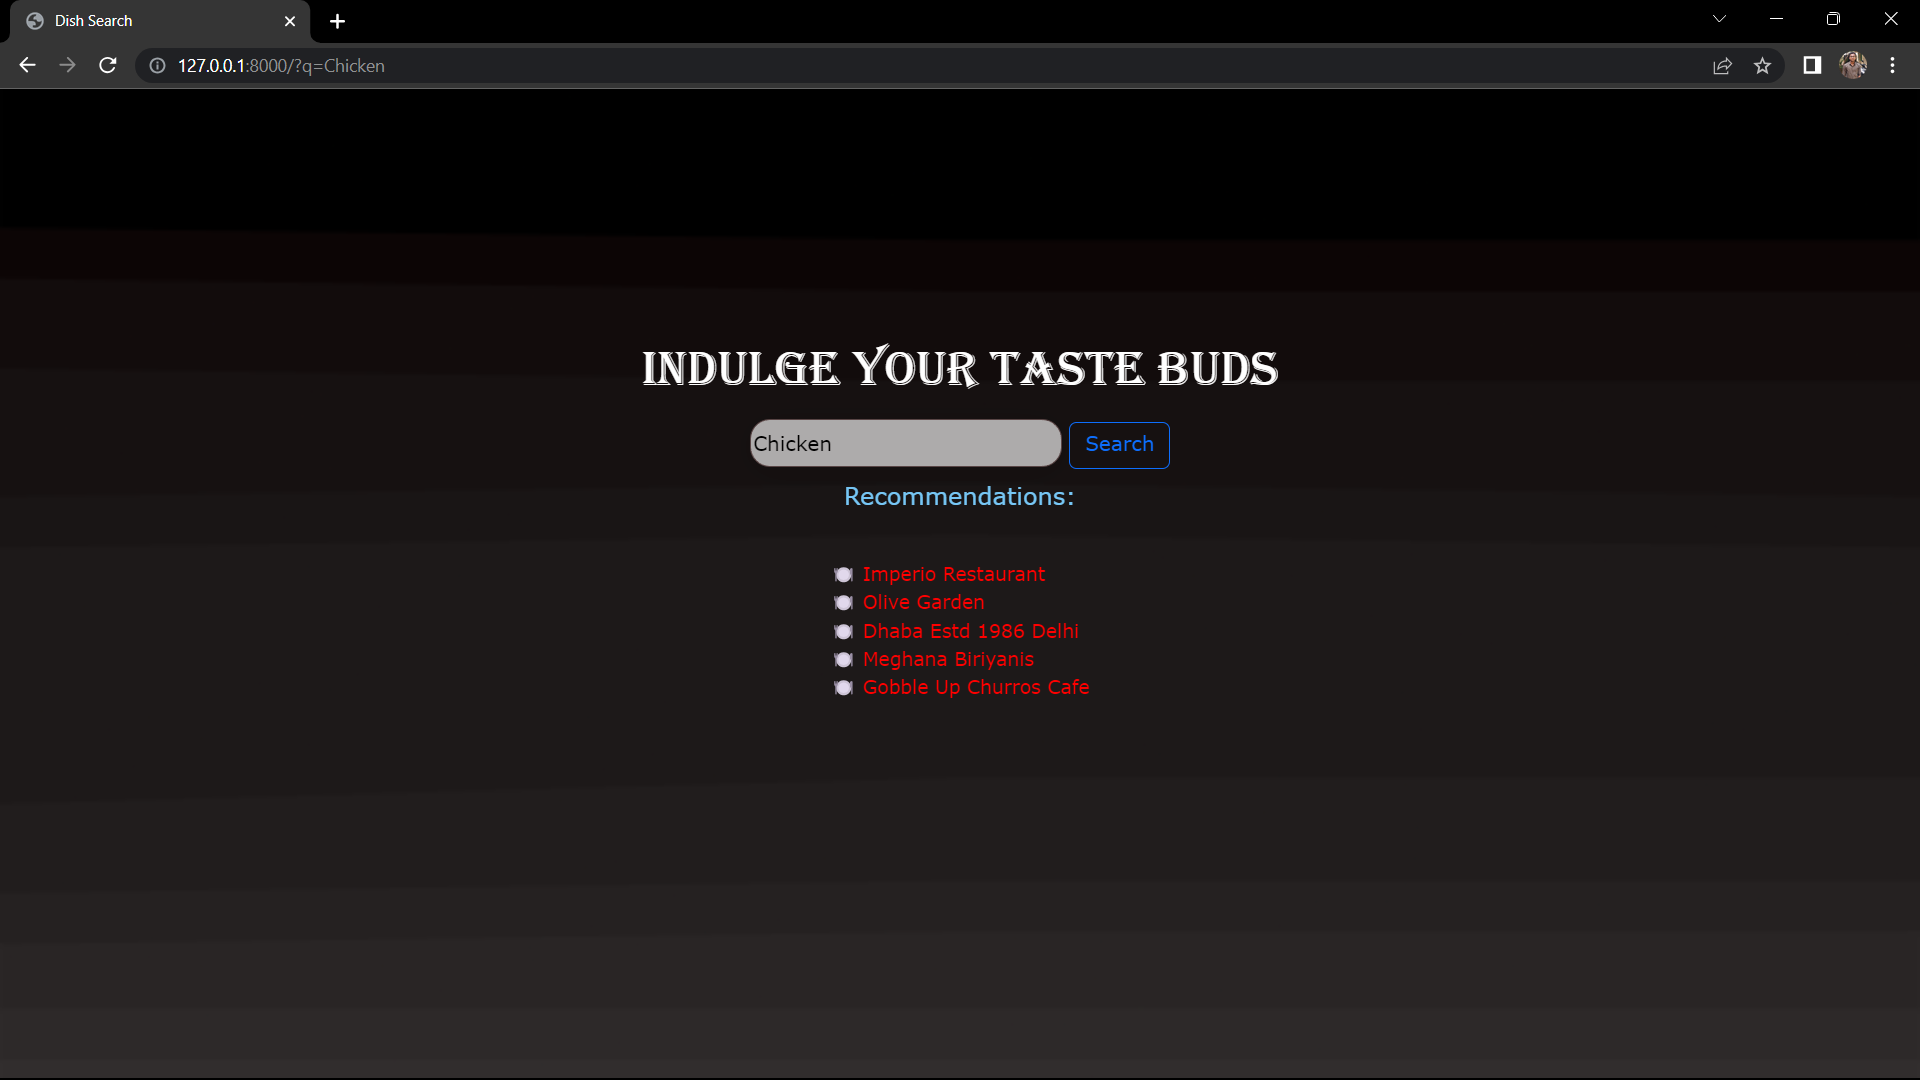 Dish Search
127.0.0.1:8000/?q=Chicken
INDULGE YOUR TASTE BUDS
Chicken
Search
Recommendations:
Imperio Restaurant
Olive Garden
Dhaba Estd 1986 Delhi
Meghana Biriyanis
Gobble Up Churros Cafe